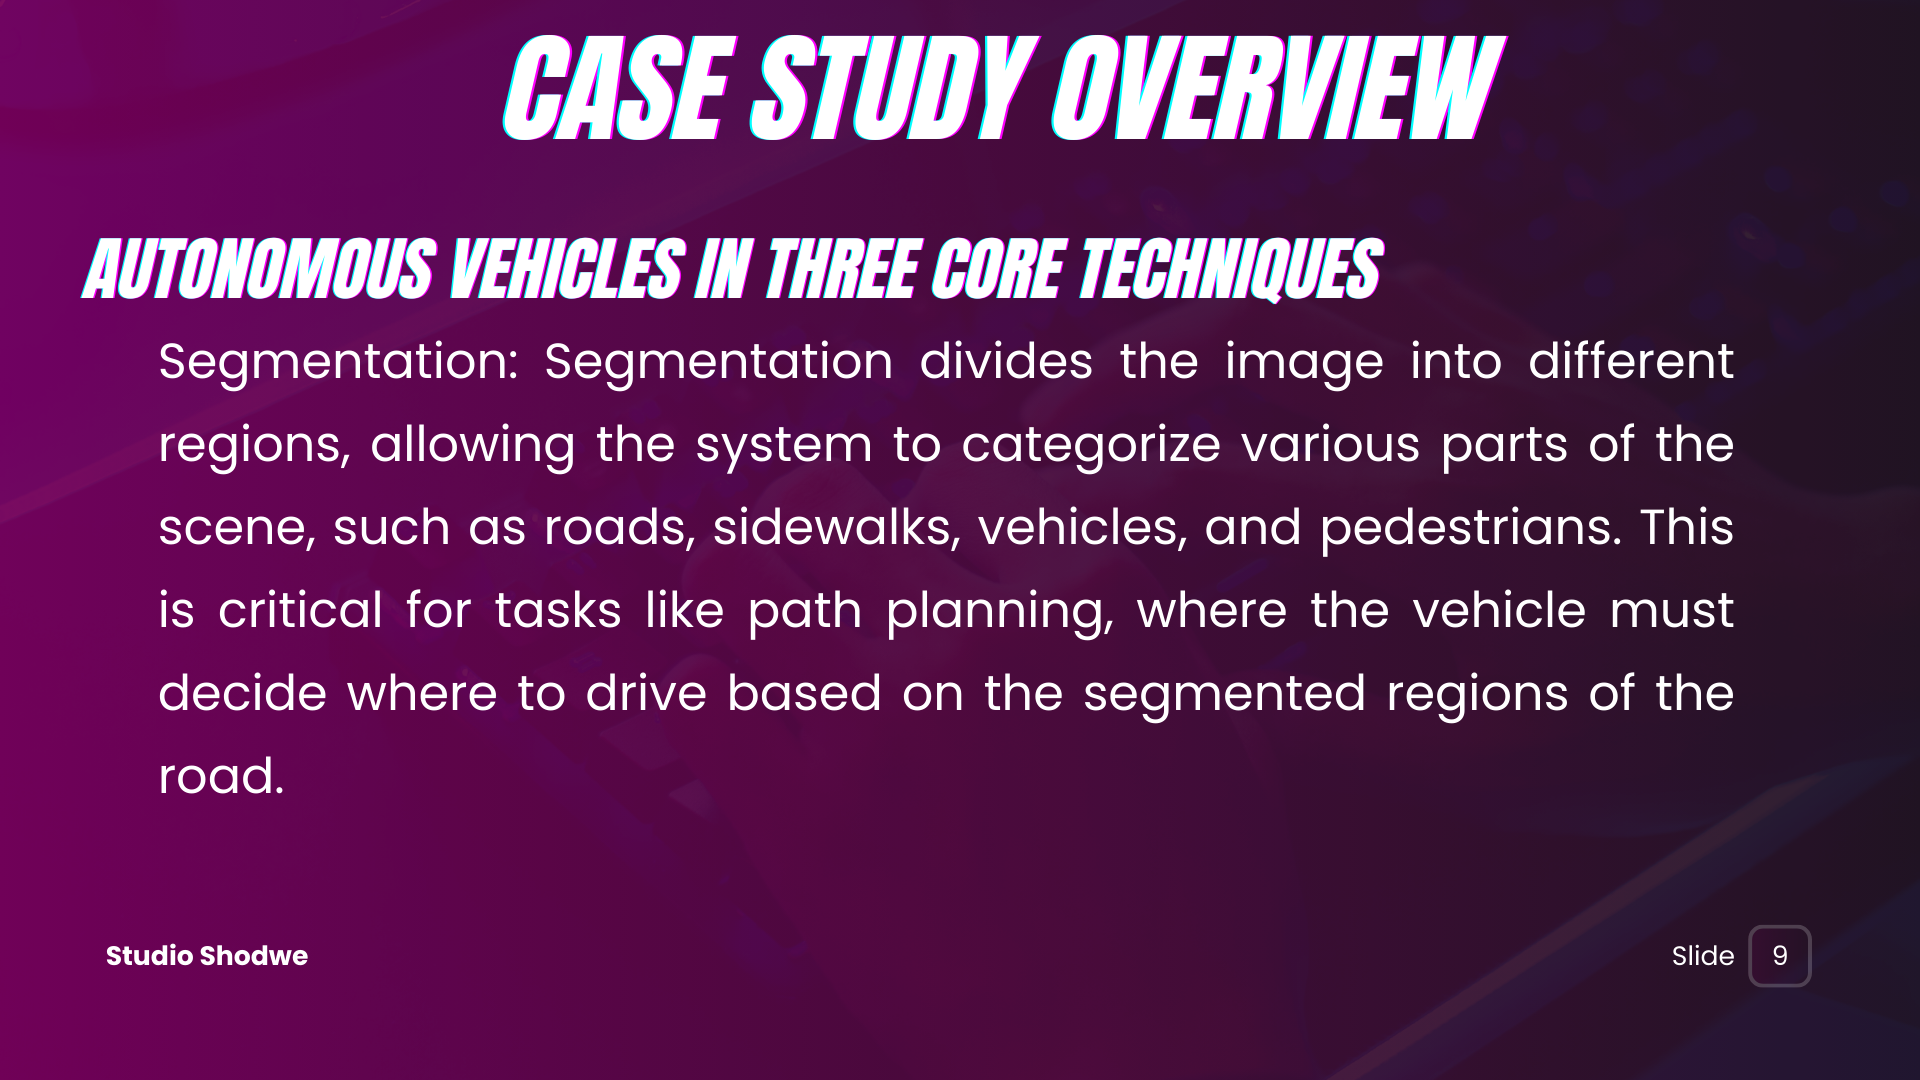 CASE STUDY OVERVIEW
AUTONOMOUS VEHICLES IN THREE CORE TECHNIQUES
Segmentation: Segmentation divides the image into different
regions, allowing the system to categorize various parts of the
scene, such as roads, sidewalks, vehicles, and pedestrians. This
is critical for tasks like path planning, where the vehicle must
decide where to drive based on the segmented regions of the
road.
Studio Shodwe
Slide 9